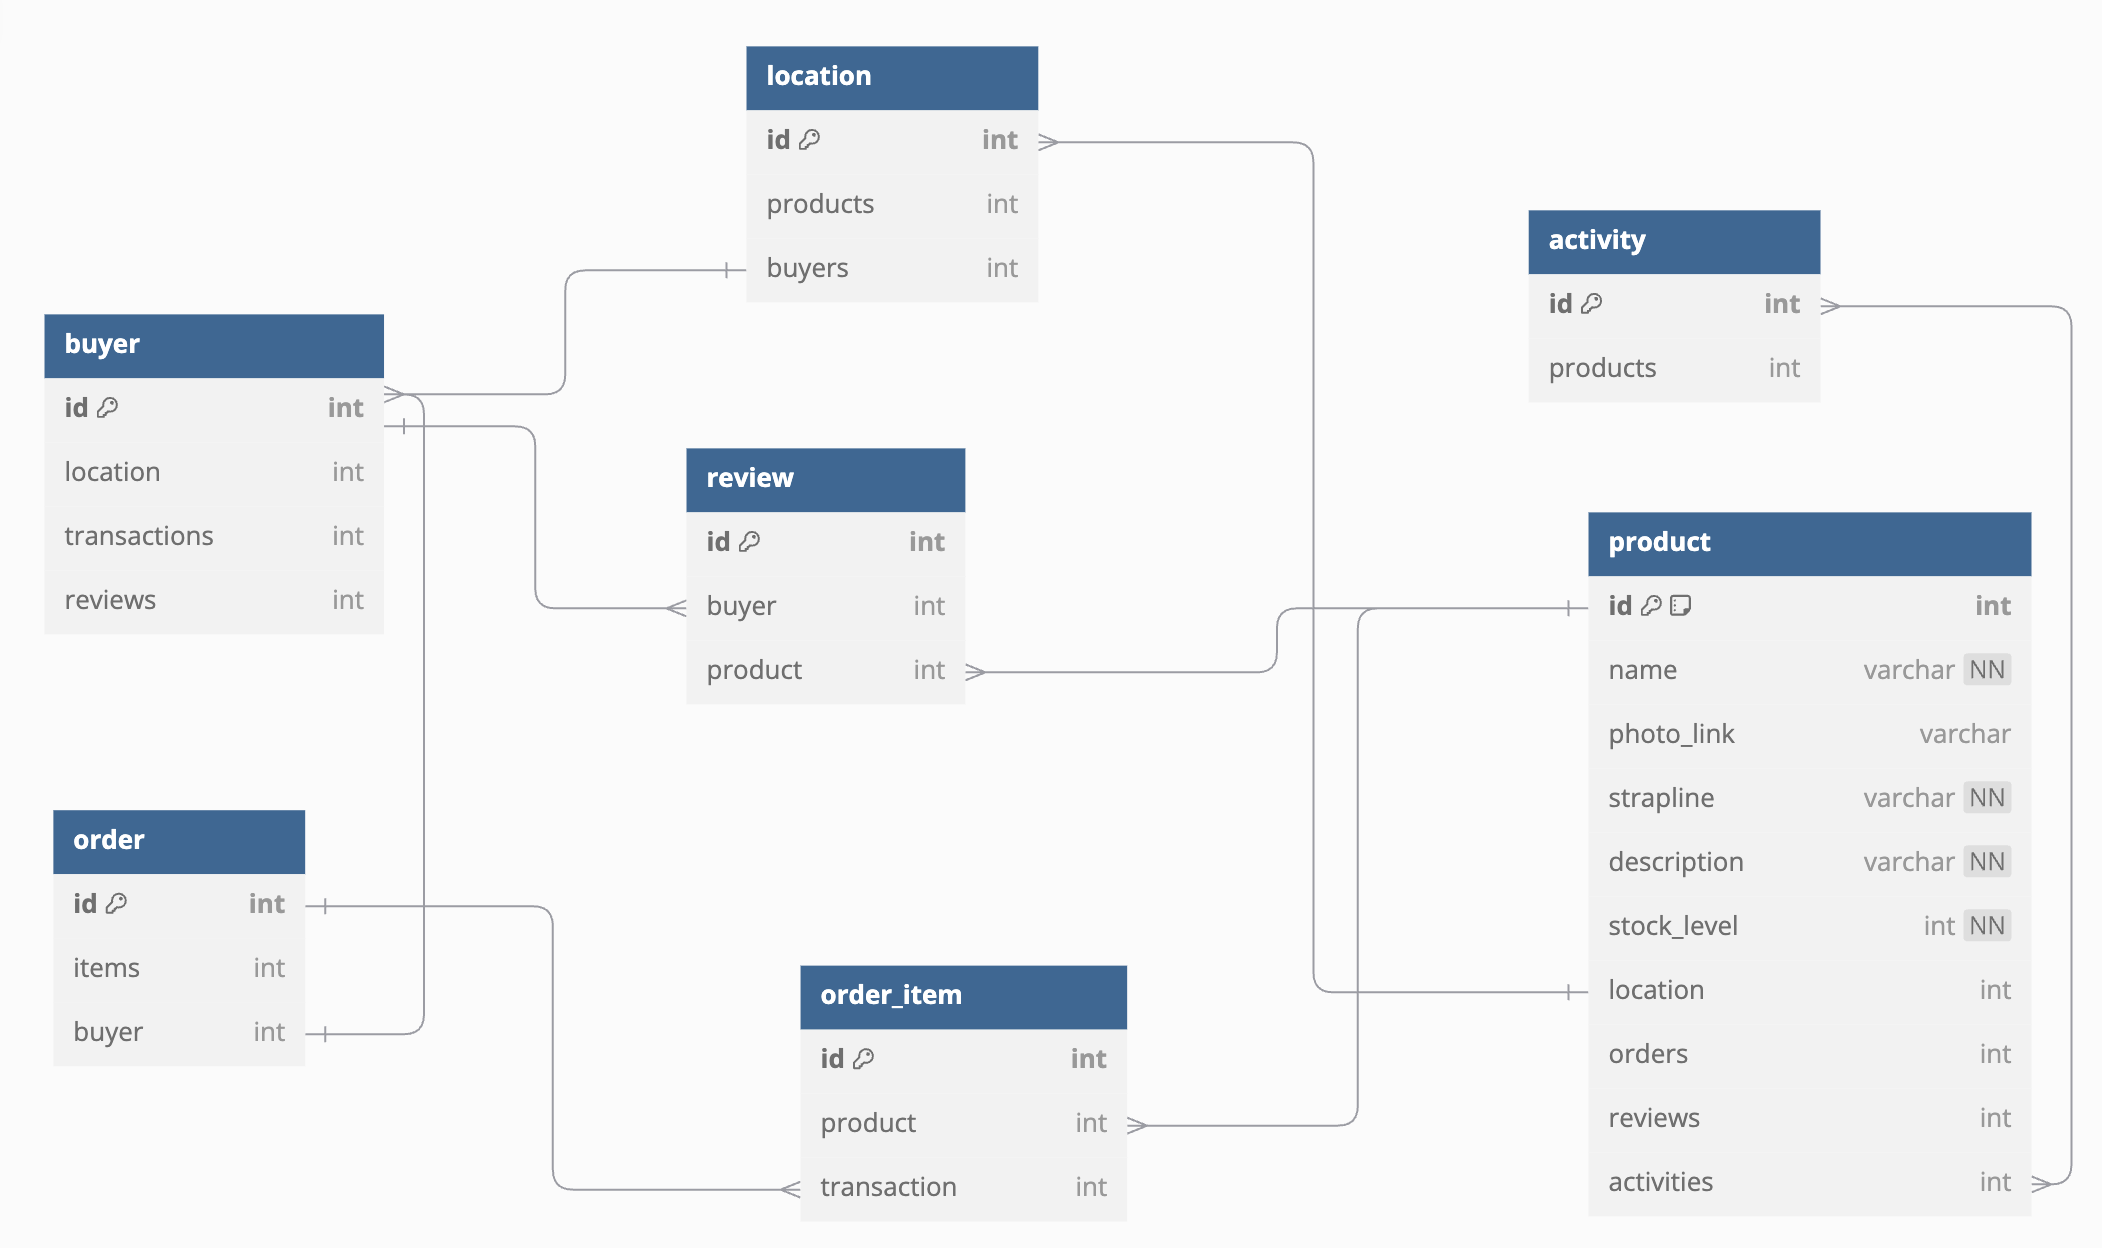 location
id int
products int
buyers int
activity
id int
products int
buyer
id int
location int
transactions int
reviews int
review
id int
buyer int
product int
product
id int
name varchar NN
photo_link varchar
strapline varchar NN
description varchar NN
stock_level int NN
location int
orders int
reviews int
activities int
order
id int
items int
buyer int
order_item
id int
product int
transaction int